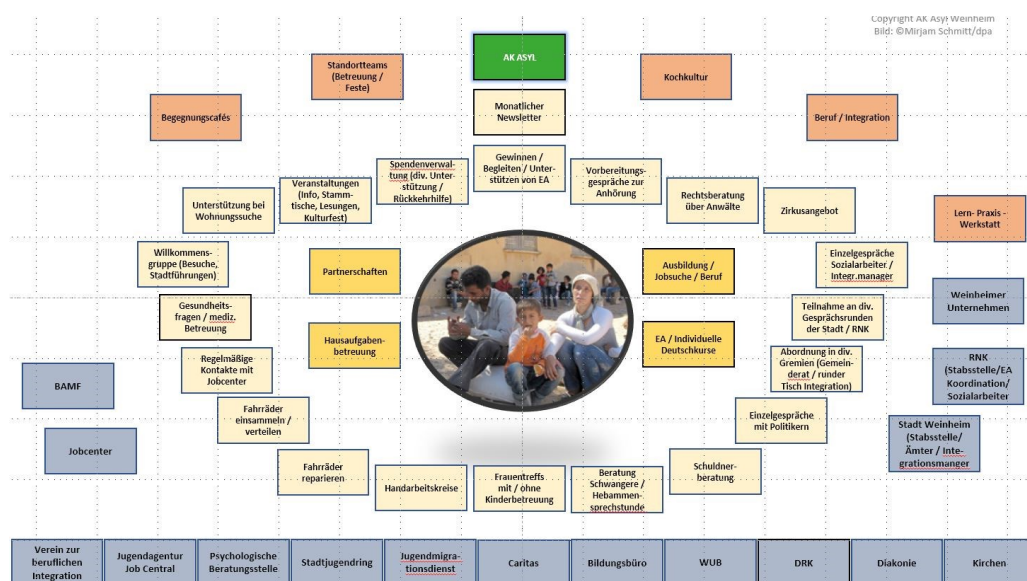 Copyright AK Asyl Weinheim
Bild: ©Mirjam Schmitt/dpa
AK ASYL
Standortteams
(Betreuung /
Feste)
Kochkultur
Begegnungscafés
Monatlicher
Newsletter
Beruf / Integration
Gewinnen /
Begleiten / Unter-
stützen von EA
Spendenverwal-
tung (div. Unter-
stützung /
Rückkehrhilfe)
Vorbereitungs-
gespräche zur
Anhörung
Veranstaltungen
(Info, Stamm-
tische, Lesungen,
Kulturfest)
Rechtsberatung
über Anwälte
Unterstützung bei
Wohnungssuche
Zirkusangebot
Lern- Praxis -
Werkstatt
Willkommens-
gruppe (Besuche,
Stadtführungen)
Partnerschaften
Ausbildung /
Jobsuche / Beruf
Einzelgespräche
Sozialarbeiter /
Integr.manager
Weinheimer
Unternehmen
Gesundheits-
fragen / mediz.
Betreuung
Teilnahme an div.
Gesprächsrunden
der Stadt / RNK
Hausaufgaben-
betreuung
EA / Individuelle
Deutschkurse
Regelmäßige
Kontakte mit
Jobcenter
Abordnung in div.
Gremien (Gemein-
derat / runder
Tisch Integration)
RNK
(Stabsstelle/EA
Koordination/
Sozialarbeiter
BAMF
Fahrräder
einsammeln /
verteilen
Einzelgespräche
mit Politikern
Stadt Weinheim
(Stabsstelle/
Ämter / Inte-
grationsmanger
Jobcenter
Fahrräder
reparieren
Handarbeitskreise
Frauentreffs
mit / ohne
Kinderbetreuung
Beratung
Schwangere /
Hebammen-
sprechstunde
Schuldner-
beratung
Verein zur
beruflichen
Integration
Jugendagentur
Job Central
Psychologische
Beratungsstelle
Stadtjugendring
Jugendmigra-
tionsdienst
Caritas
Bildungsbüro
WUB
DRK
Diakonie
Kirchen